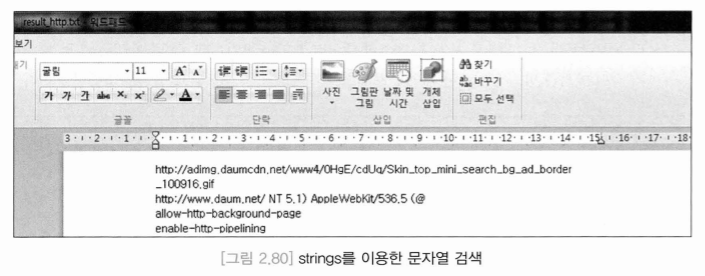 result_http.txt - 워드패드
보기
굴림 11 A A
가 가 가 abc X₂ X² A
글꼴
단락
사진 그림판 그림 날짜 및 시간 개체 삽입
삽입
찾기
바꾸기
모두 선택
편집
3 2 1 1 2 3 4 5 6 7 8 9 10 11 12 13 14 15 16 17 18
http://adimg.daumcdn.net/www4/0HgE/cdUq/Skin_top_mini_search_bg_ad_border
_100916.gif
http://www.daum.net/ NT 5.1) AppleWebKit/536.5 (@
allow-http-background-page
enable-http-pipelining
[그림 2.80] strings를 이용한 문자열 검색